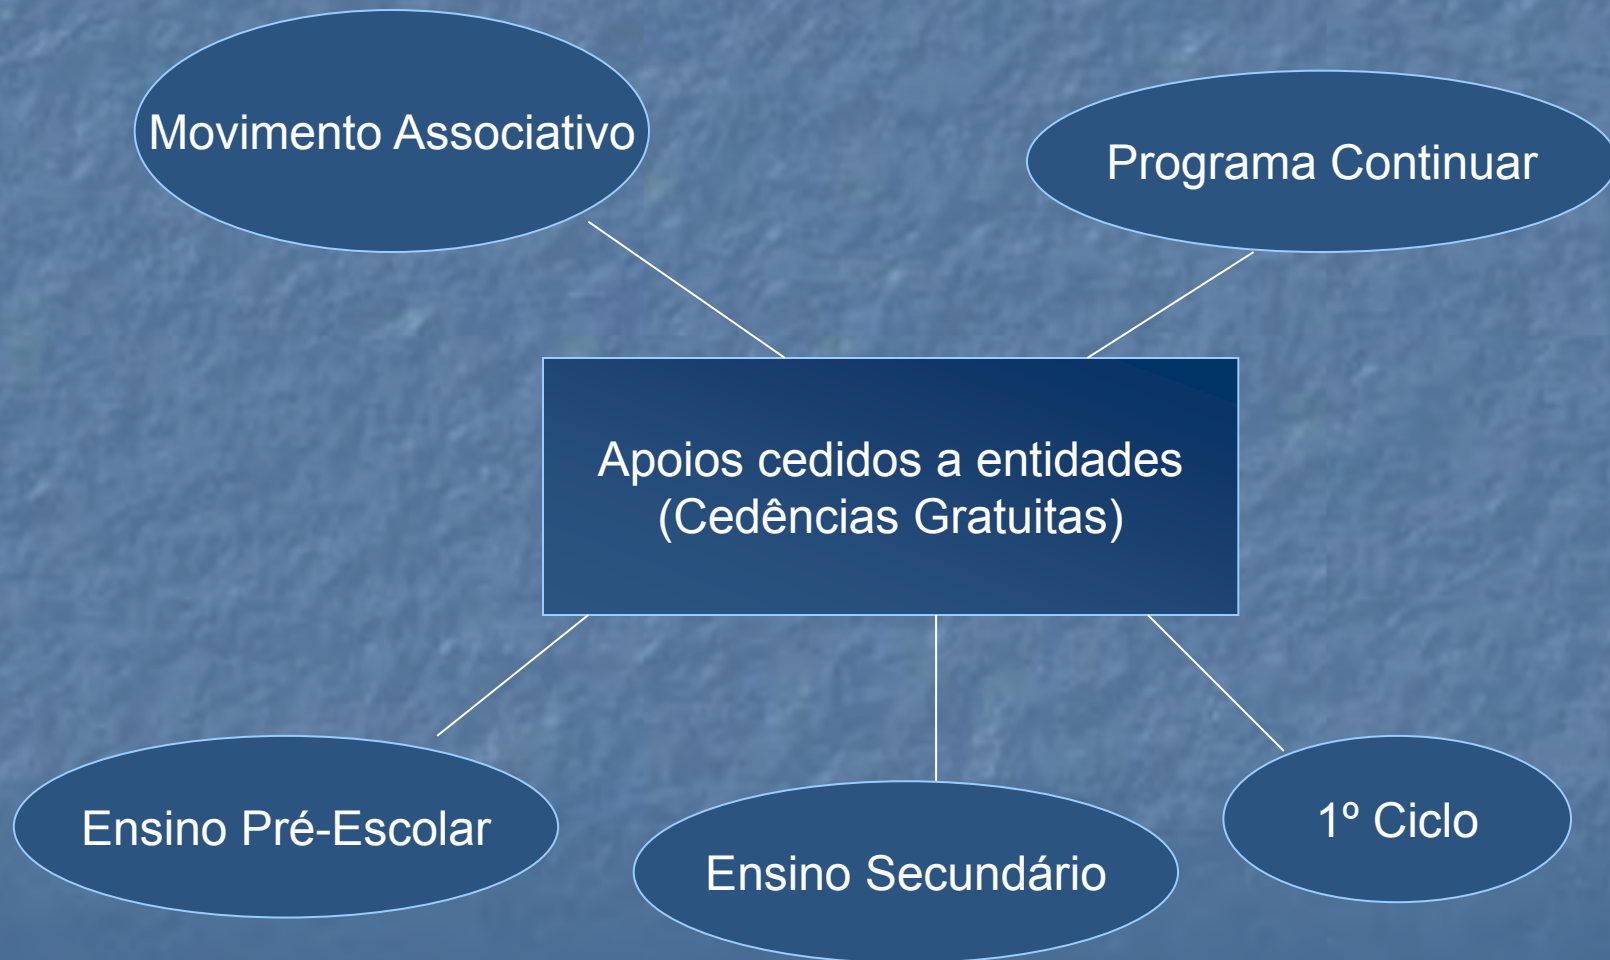 Movimento Associativo
Programa Continuar
Apoios cedidos a entidades
(Cedências Gratuitas)
Ensino Pré-Escolar
Ensino Secundário
1º Ciclo